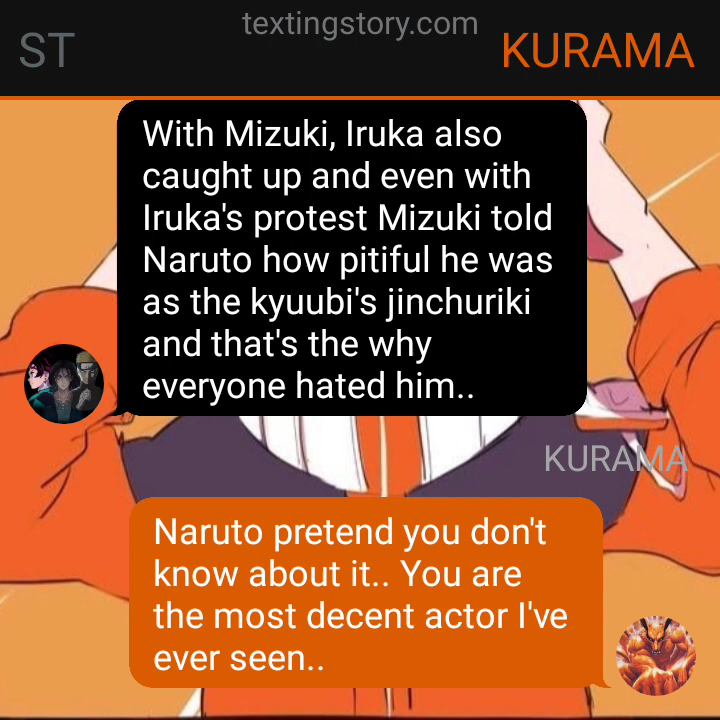 textingstory.com
ST
KURAMA
With Mizuki, Iruka also
caught up and even with
Iruka's protest Mizuki told
Naruto how pitiful he was
as the kyuubi's jinchuriki
and that's the why
everyone hated him..
KURAMA
Naruto pretend you don't
know about it.. You are
the most decent actor I've
ever seen..